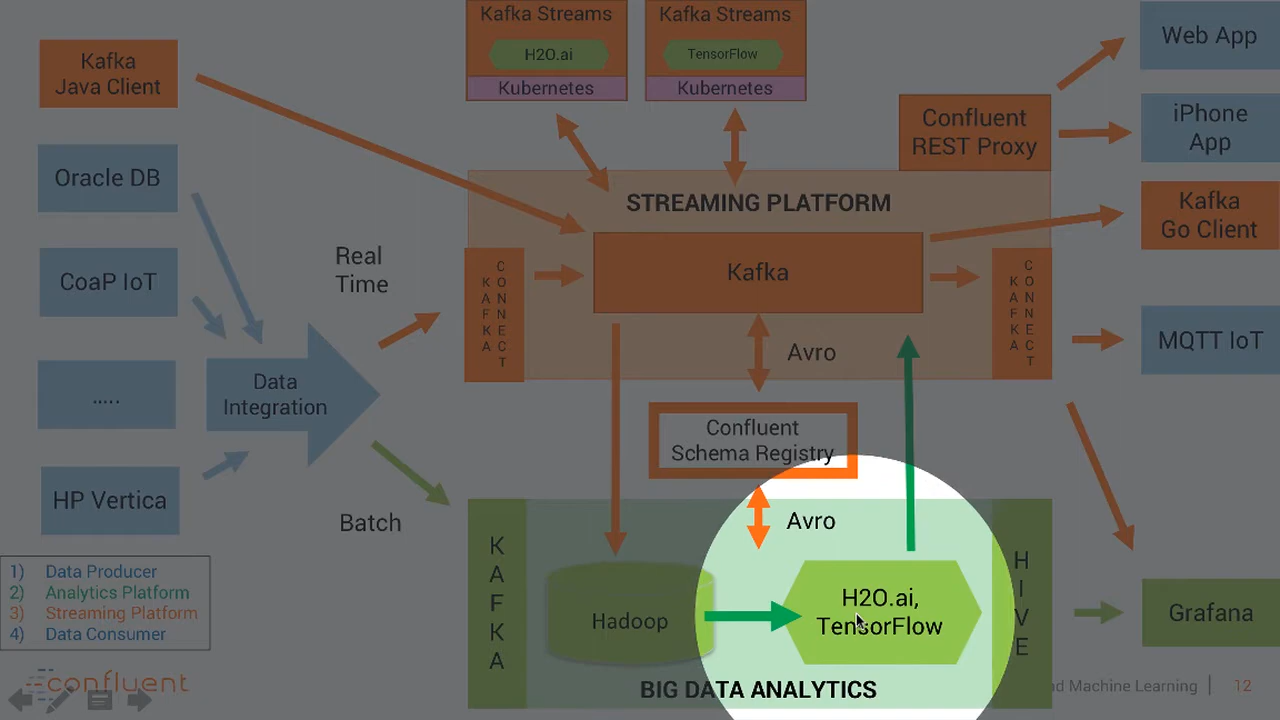 Kafka Streams
H2O.ai
Kubernetes
Kafka Streams
TensorFlow
Kubernetes
Kafka
Java Client
Oracle DB
CoaP IoT
.....
HP Vertica
Data
Integration
Real
Time
Batch
STREAMING PLATFORM
KAFKA
CONNECT
Kafka
KAFKA
CONNECT
Avro
Confluent
Schema Registry
Avro
Confluent
REST Proxy
Web App
iPhone
App
Kafka
Go Client
MQTT IoT
Grafana
KAFKA
Hadoop
H2O.ai,
TensorFlow
HIVE
BIG DATA ANALYTICS
1) Data Producer
2) Analytics Platform
3) Streaming Platform
4) Data Consumer
confluent
d Machine Learning | 12